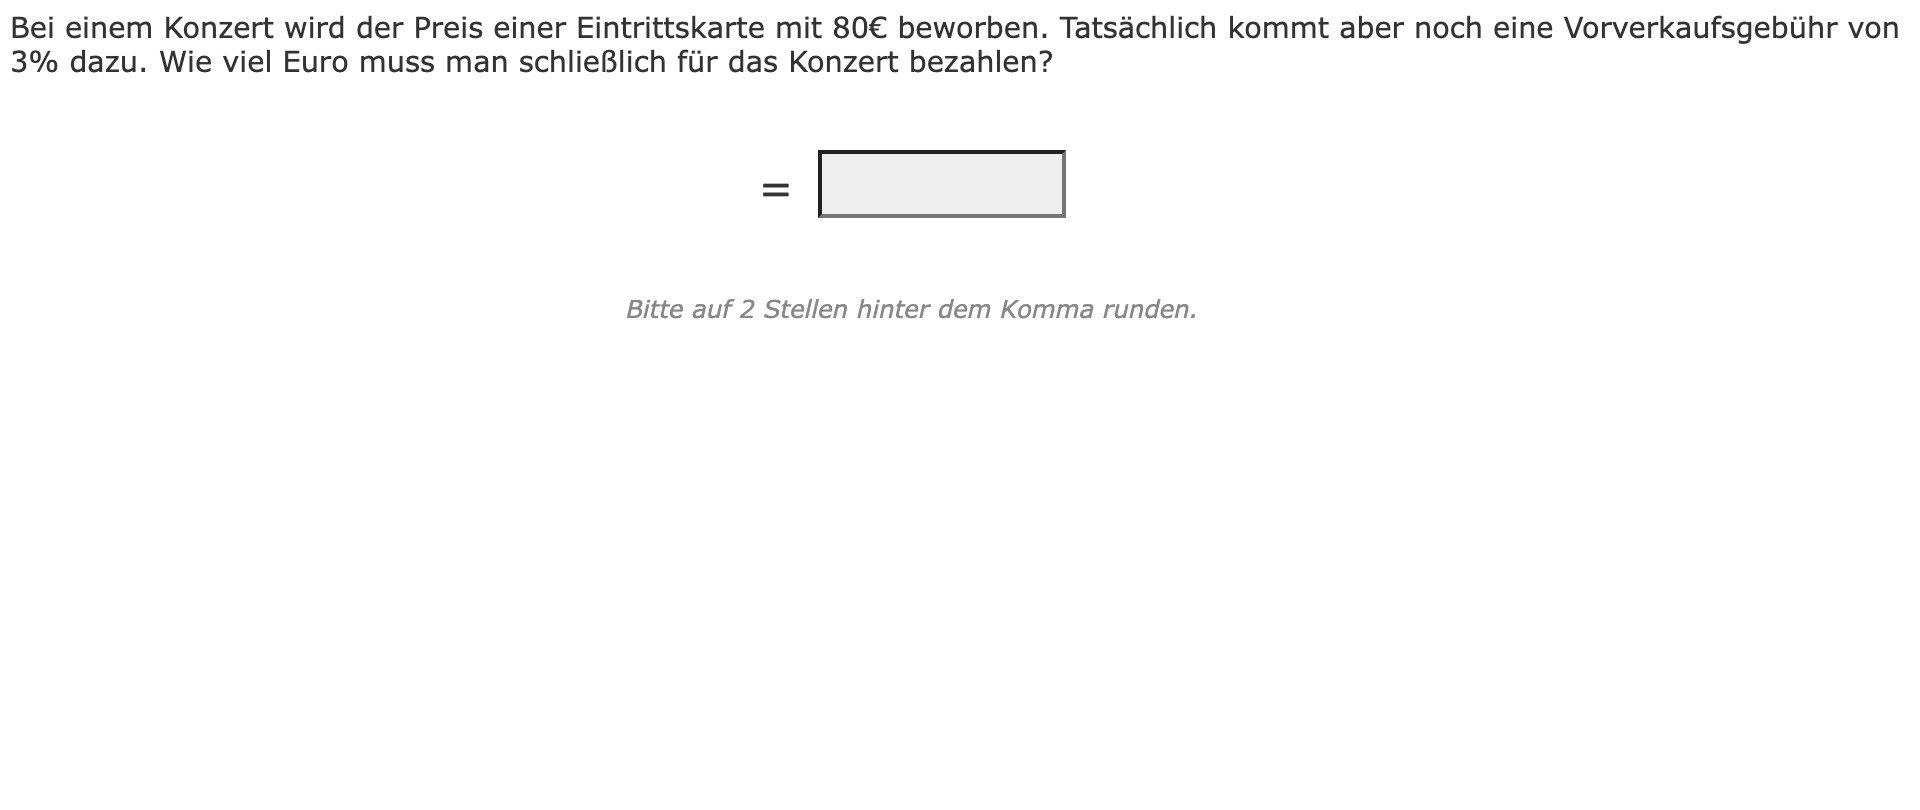 Bei einem Konzert wird der Preis einer Eintrittskarte mit 80€ beworben. Tatsächlich kommt aber noch eine Vorverkaufsgebühr von
3% dazu. Wie viel Euro muss man schließlich für das Konzert bezahlen?
=
Bitte auf 2 Stellen hinter dem Komma runden.